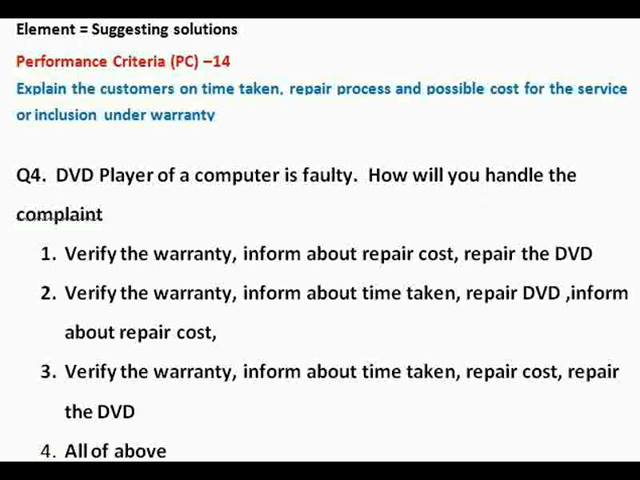 Element = Suggesting solutions
Performance Criteria (PC) –14
Explain the customers on time taken, repair process and possible cost for the service
or inclusion under warranty
Q4. DVD Player of a computer is faulty. How will you handle the
complaint
1. Verify the warranty, inform about repair cost, repair the DVD
2. Verify the warranty, inform about time taken, repair DVD ,inform
about repair cost,
3. Verify the warranty, inform about time taken, repair cost, repair
the DVD
4. All of above